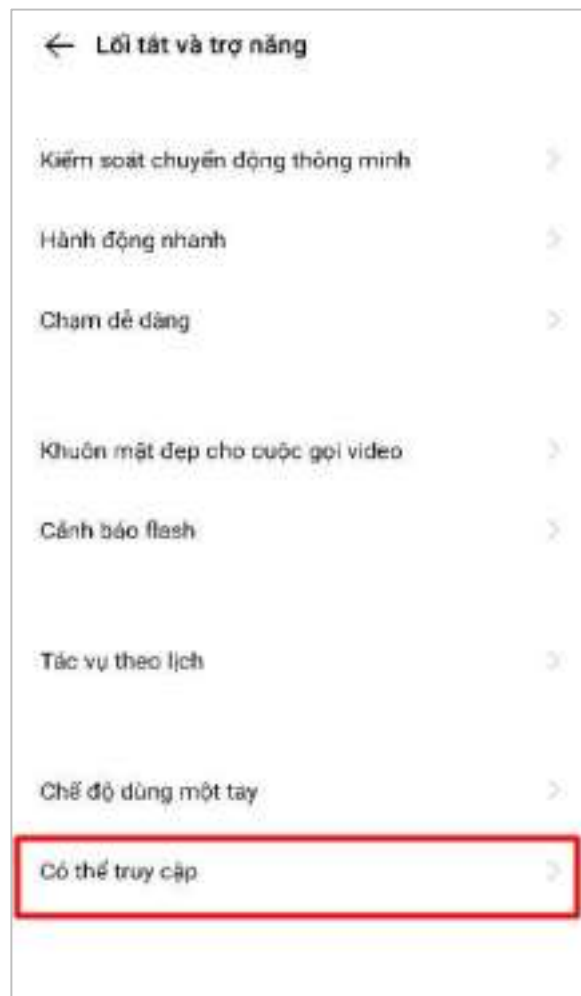 Lối tắt và trợ năng
Kiểm soát chuyển động thông minh
Hành động nhanh
Chạm dễ dàng
Khuôn mặt đẹp cho cuộc gọi video
Cảnh báo flash
Tác vụ theo lịch
Chế độ dùng một tay
Có thể truy cập